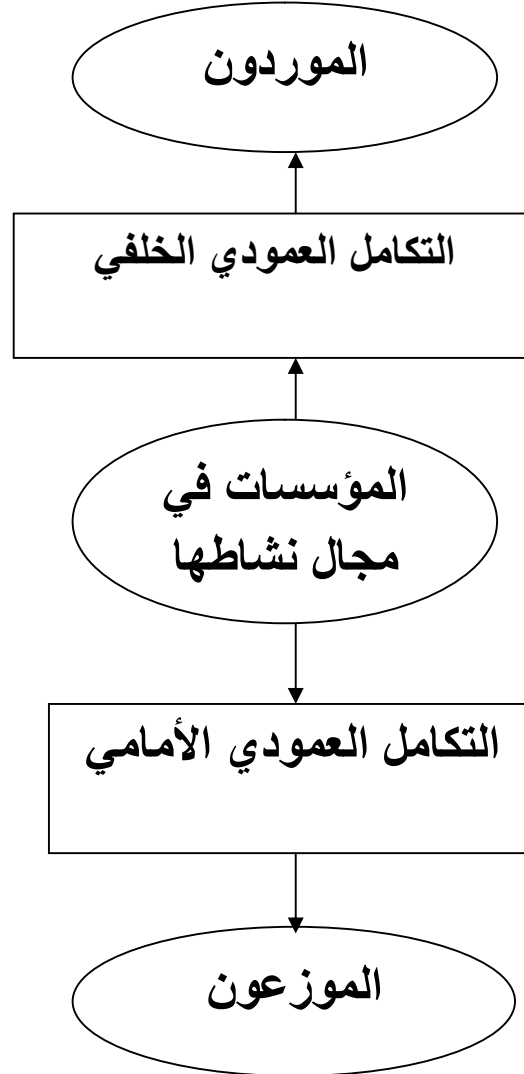 الموردون
التكامل العمودي الخلفي
المؤسسات في
مجال نشاطها
التكامل العمودي الأمامي
الموزعون